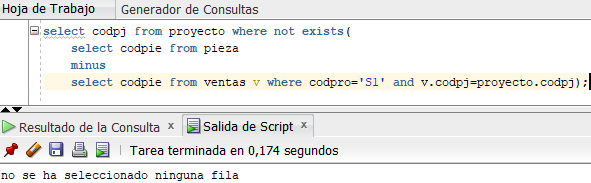 Hoja de Trabajo Generador de Consultas
select codpj from proyecto where not exists(
select codpie from pieza
minus
select codpie from ventas v where codpro='S1' and v.codpj=proyecto.codpj);
Resultado de la Consulta x Salida de Script x
Tarea terminada en 0,174 segundos
no se ha seleccionado ninguna fila